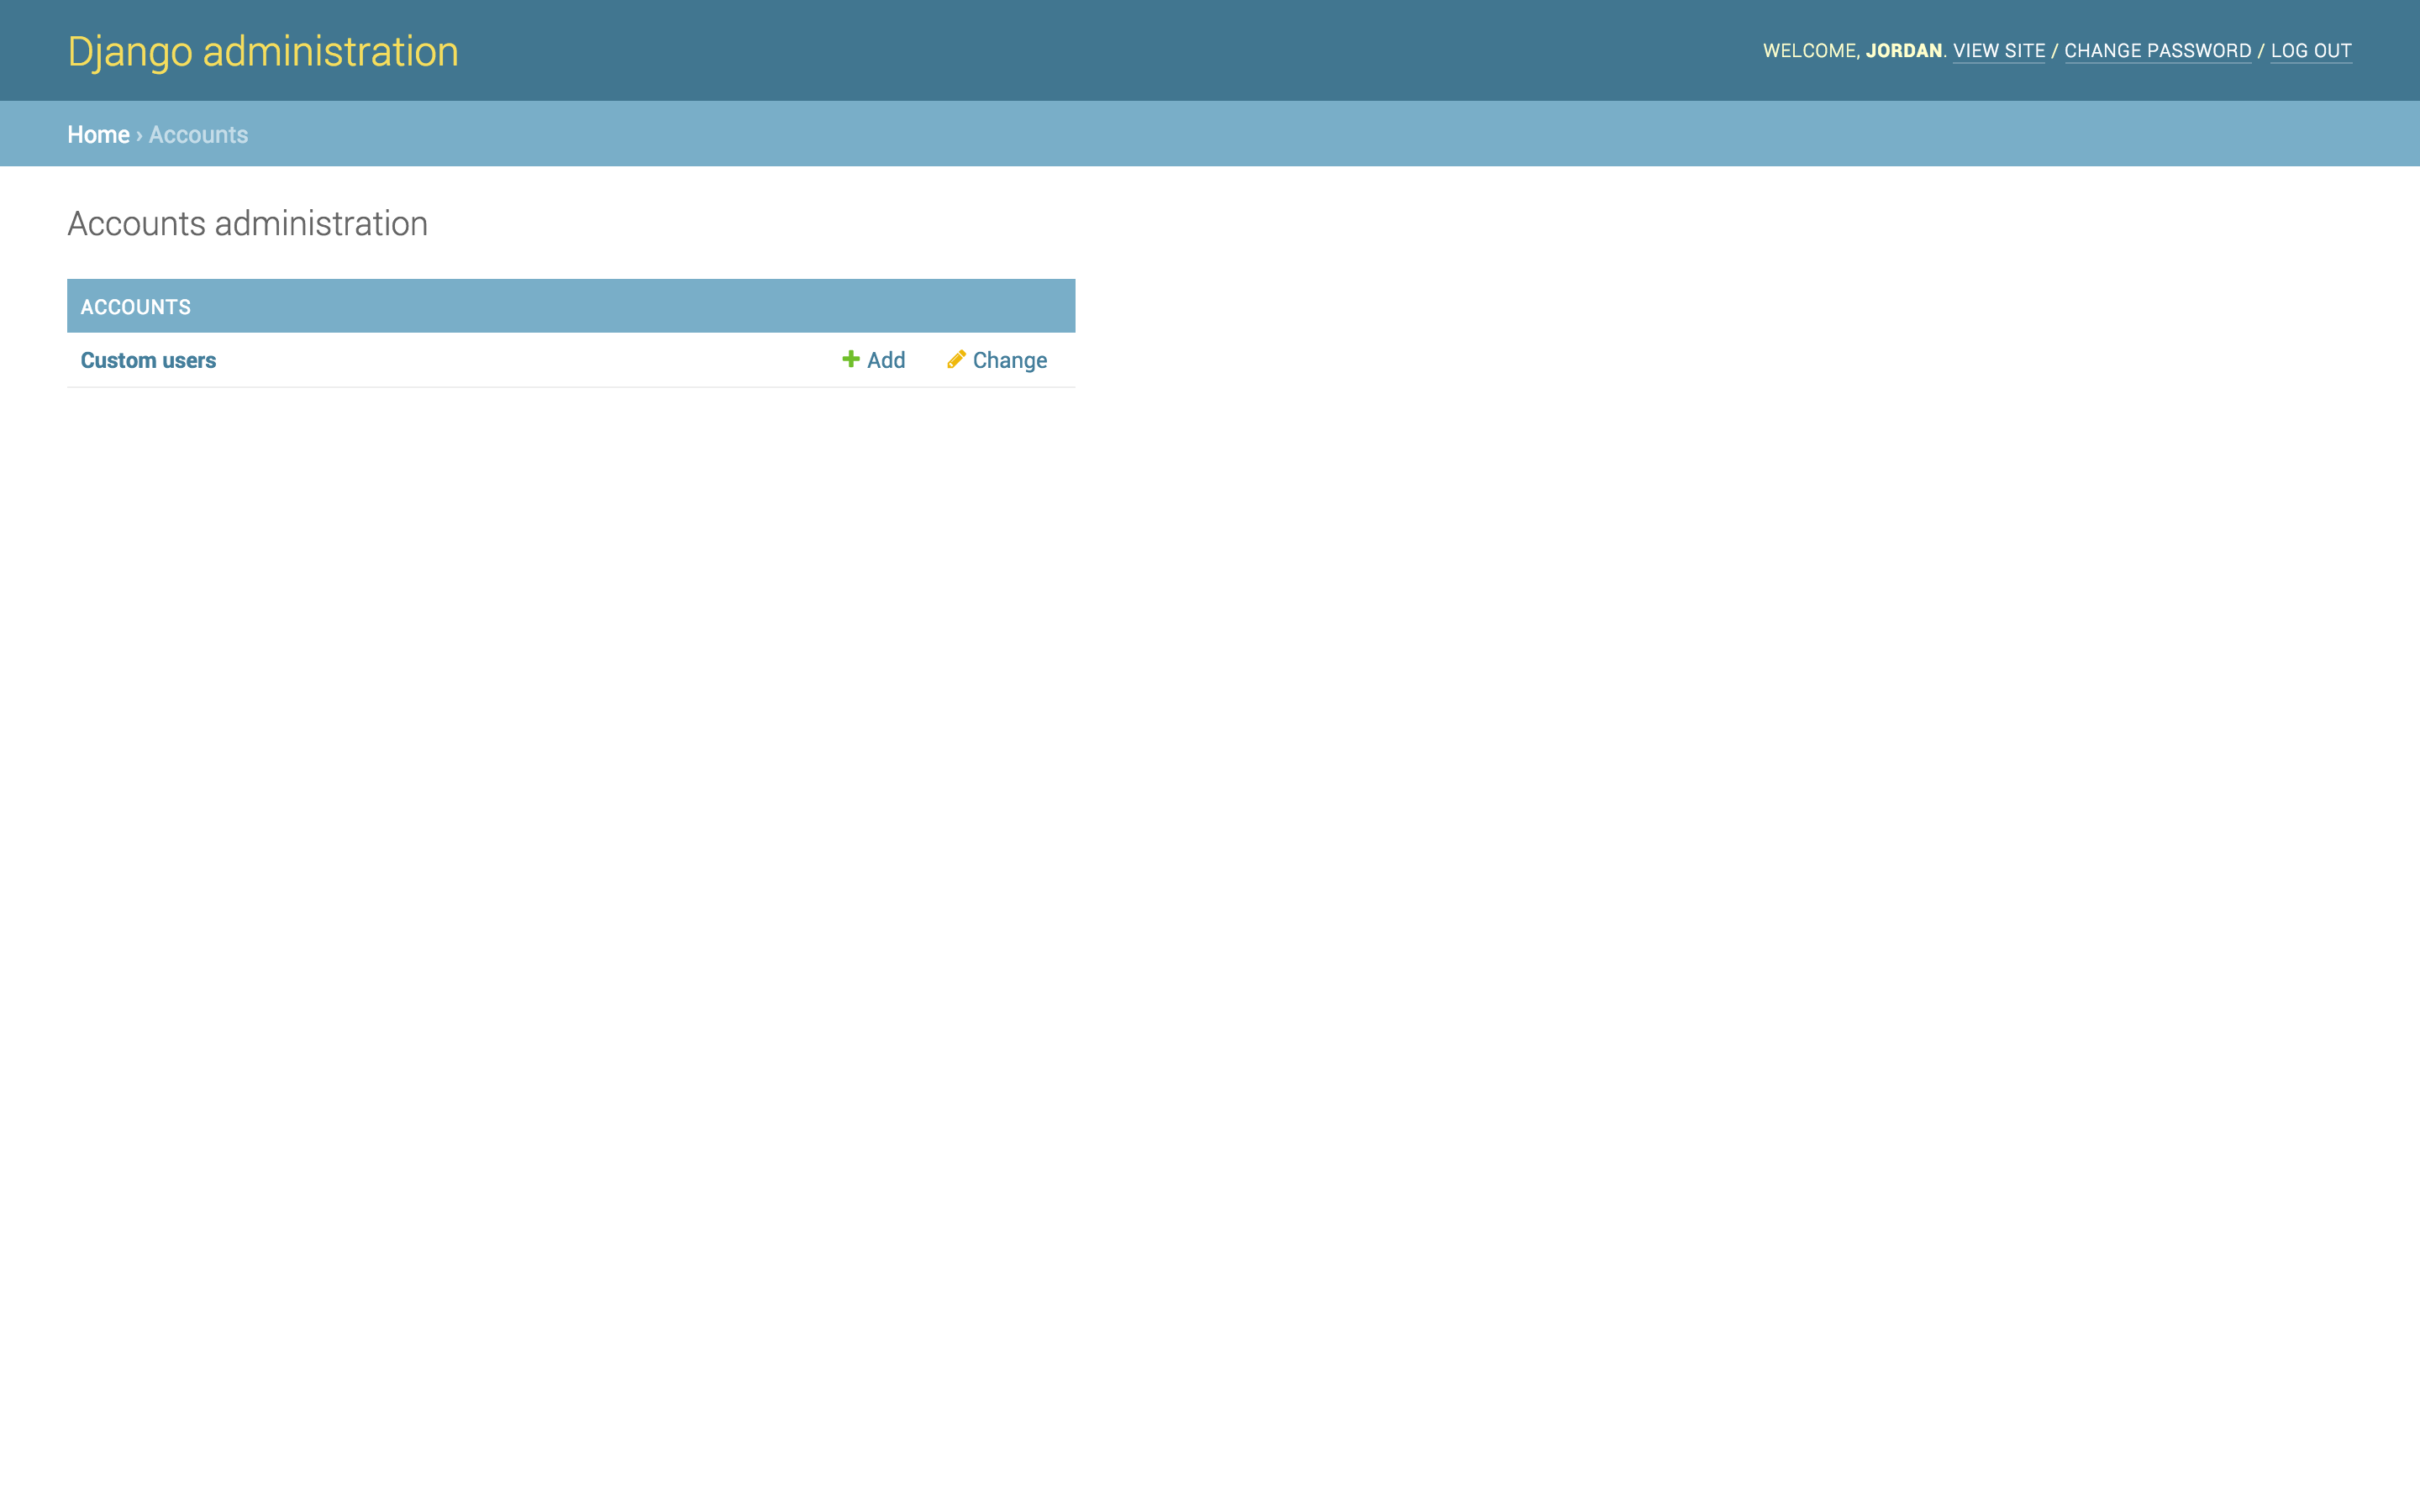 Django administration
WELCOME, JORDAN. VIEW SITE / CHANGE PASSWORD / LOG OUT
Home › Accounts
Accounts administration
ACCOUNTS
Custom users Add Change